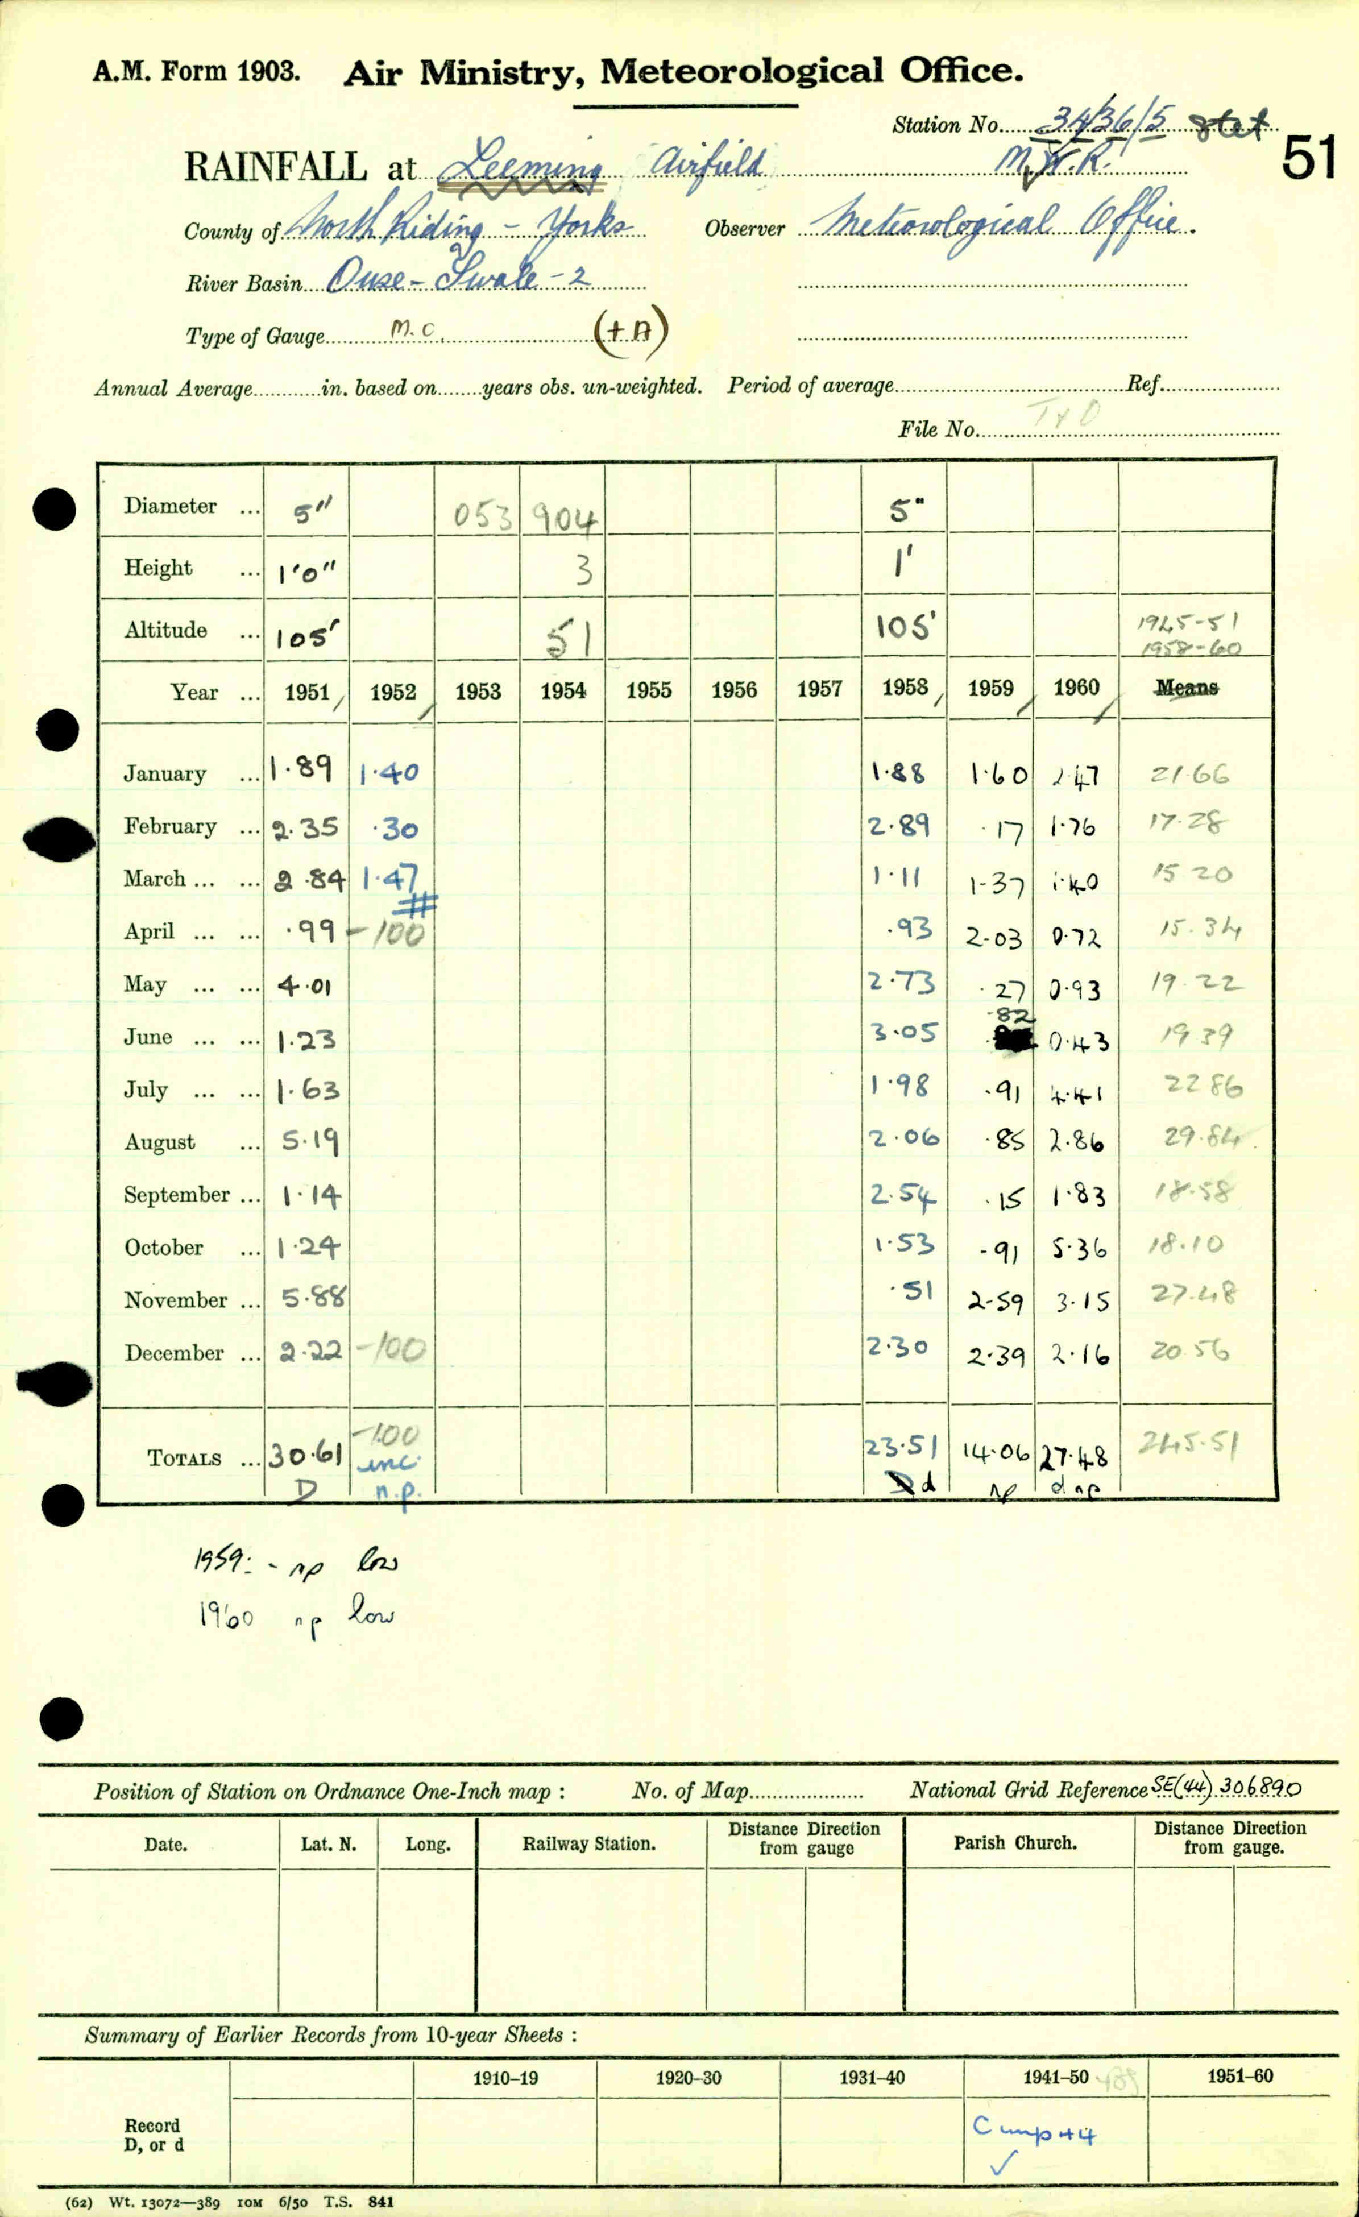 A.M. Form 1903. Air Ministry, Meteorological Office.
Station No. 34/36/5 Stet
51
RAINFALL at Leeming Airfield M.W.R.
County of North Riding - Yorks Observer Meteorological Office.
River Basin Ouse - Swale - 2
Type of Gauge M.O. (+A)
Annual Average in. based on years obs. un-weighted. Period of average Ref.
File No.
Diameter ... 5" 053 904 5"
Height ... 1'0" 3 1'
Altitude ... 105' 51 105' 1945-51
1958-60
Year ... 1951 1952 1953 1954 1955 1956 1957 1958 1959 1960 Means
January ... 1.89 1.40 1.88 1.60 2.47 21.66
February ... 2.35 .30 2.89 .17 1.76 17.28
March ... ... 2.84 1.47 1.11 1.37 1.40 15 20
April ... ... .99 -100 .93 2.03 0.72 15.34
May ... ... 4.01 2.73 .27 0.93 19.22
June ... ... 1.23 3.05 .82 0.43 19 39
July ... ... 1.63 1.98 .91 4.41 22 86
August ... 5.19 2.06 .85 2.86 29.84
September ... 1.14 2.54 .15 1.83 18.58
October ... 1.24 1.53 .91 5.36 18.10
November ... 5.88 .51 2.59 3.15 27.48
December ... 2.22 -100 2.30 2.39 2.16 20 56
TOTALS ... 30.61 -100 inc. 23.51 14.06 27.48 245.51
D n.p. d np d np
1959: - np low
1960 np low
Position of Station on Ordnance One-Inch map : No. of Map National Grid Reference SE(44) 306890
Date. Lat. N. Long. Railway Station. Distance from Direction gauge Parish Church. Distance from Direction gauge.
Summary of Earlier Records from 10-year Sheets :
1910–19 1920–30 1931–40 1941–50 1951–60
Record
D, or d
(62) Wt. 13072—389 10M 6/50 T.S. 841